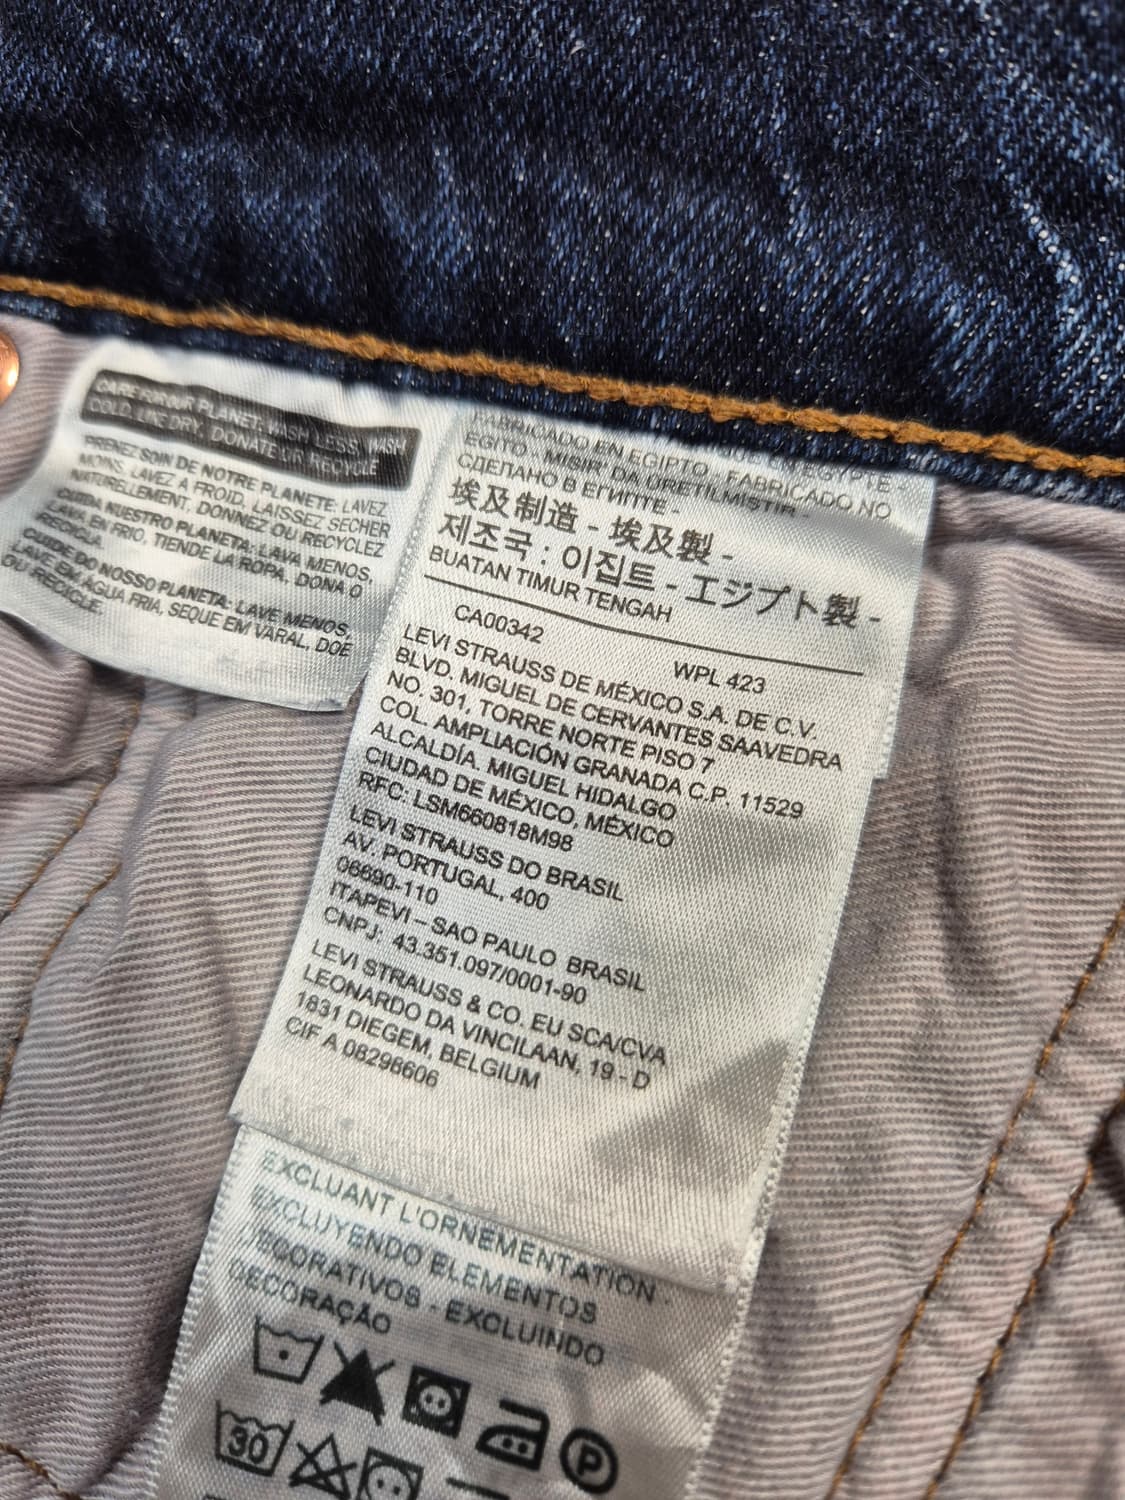 CARE FOR OUR PLANET: WASH LESS, WASH
COLD, LINE DRY, DONATE OR RECYCLE
PRENEZ SOIN DE NOTRE PLANETE: LAVEZ
MOINS, LAVEZ A FROID, LAISSEZ SECHER
NATURELLEMENT, DONNEZ OU RECYCLEZ
CUIDA NUESTRO PLANETA: LAVA MENOS,
LAVA EN FRIO, TIENDE LA ROPA, DONA O
RECICLA.
CUIDE DO NOSSO PLANETA: LAVE MENOS,
LAVE EM ÁGUA FRIA, SEQUE EM VARAL, DOE
OU RECICLE.
FABRICADO EN EGIPTO - FABRICADO NO
EGITO - MISIR' DA ÜRETILMISTIR -
СДЕЛАНО В ЕГИПТЕ -
埃及制造 - 埃及製 -
제조국 : 이집트 - エジプト製 -
BUATAN TIMUR TENGAH
CA00342 WPL 423
LEVI STRAUSS DE MÉXICO S.A. DE C.V.
BLVD. MIGUEL DE CERVANTES SAAVEDRA
NO. 301, TORRE NORTE PISO 7
COL. AMPLIACIÓN GRANADA C.P. 11529
ALCALDÍA. MIGUEL HIDALGO
CIUDAD DE MÉXICO, MÉXICO
RFC: LSM660818M98
LEVI STRAUSS DO BRASIL
AV. PORTUGAL, 400
06690-110
ITAPEVI – SAO PAULO BRASIL
CNPJ: 43.351.097/0001-90
LEVI STRAUSS & CO. EU SCA/CVA
LEONARDO DA VINCILAAN, 19 - D
1831 DIEGEM, BELGIUM
CIF A 08298606
EXCLUANT L'ORNEMENTATION -
EXCLUYENDO ELEMENTOS
DECORATIVOS - EXCLUINDO
DECORAÇÃO
P
30